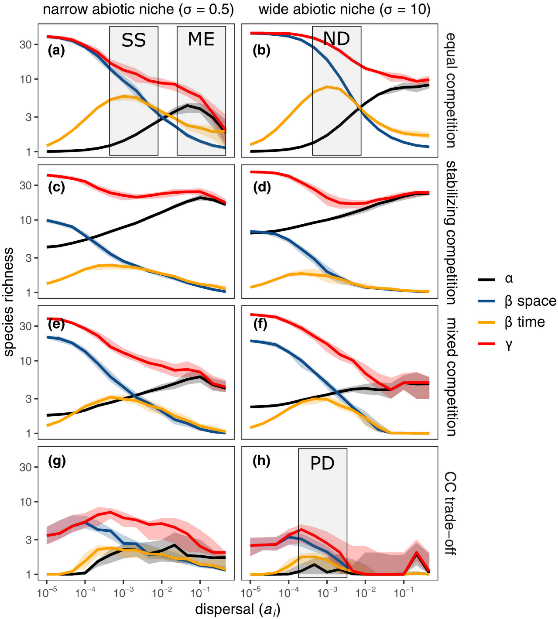 narrow abiotic niche (σ = 0.5)
wide abiotic niche (σ = 10)
(a)
SS
ME
(b)
ND
equal competition
30
10
3
1
(c)
(d)
stabilizing competition
30
10
3
1
species richness
α
β space
β time
γ
(e)
(f)
mixed competition
30
10
3
1
(g)
(h)
PD
CC trade−off
30
10
3
1
10⁻⁵ 10⁻⁴ 10⁻³ 10⁻² 10⁻¹
10⁻⁵ 10⁻⁴ 10⁻³ 10⁻² 10⁻¹
dispersal (aᵢ)